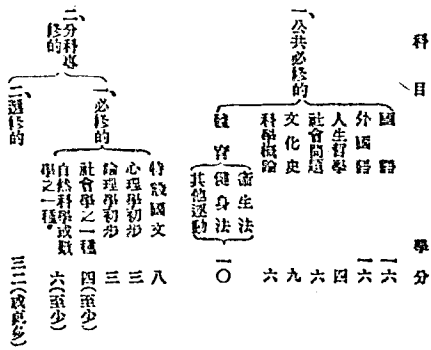 科目 學分
一、公共必修的
國語 一六
外國語 一六
人生哲學 四
社會問題 六
文化史 九
科學概論 六
體育 一〇
衞生法
健身法
其他運動
二、分科專修的
一、必修的
特設國文 八
心理學初步 三
論理學初步 三
社會學之一種 四(至少)
自然科學或數學之一種。 六(至少)
二、選修的 三二(或更多)